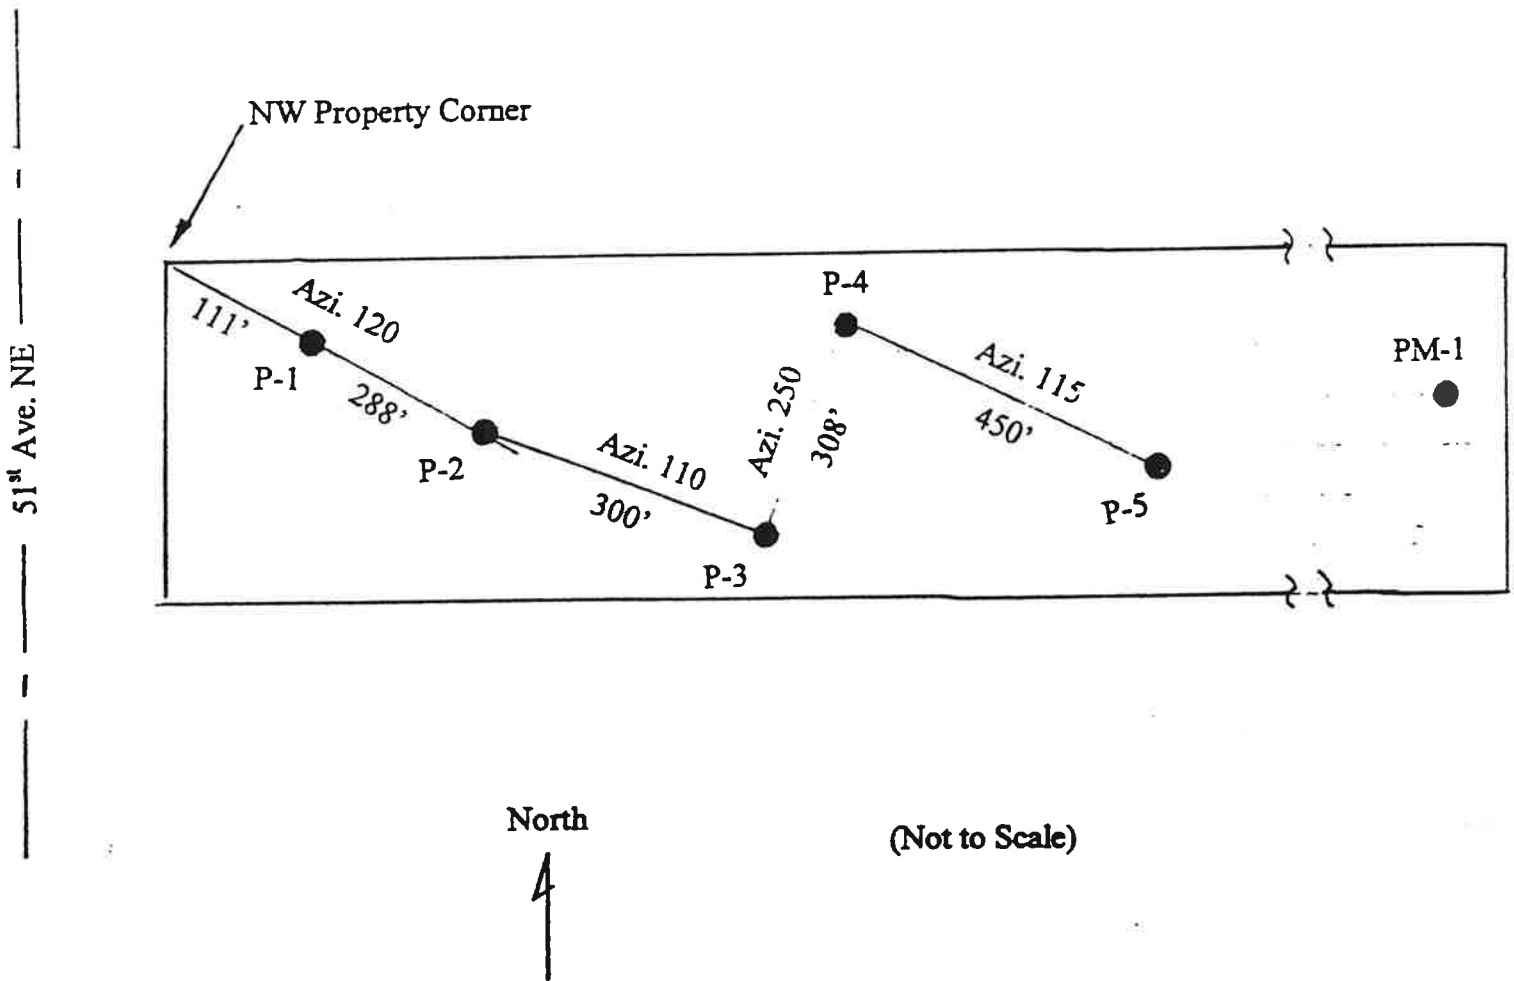 NW Property Corner
51st Ave. NE
Azi. 120
111’
P-1
288’
P-2
Azi. 110
300’
P-3
Azi. 250
308’
P-4
Azi. 115
450’
P-5
PM-1
North
(Not to Scale)